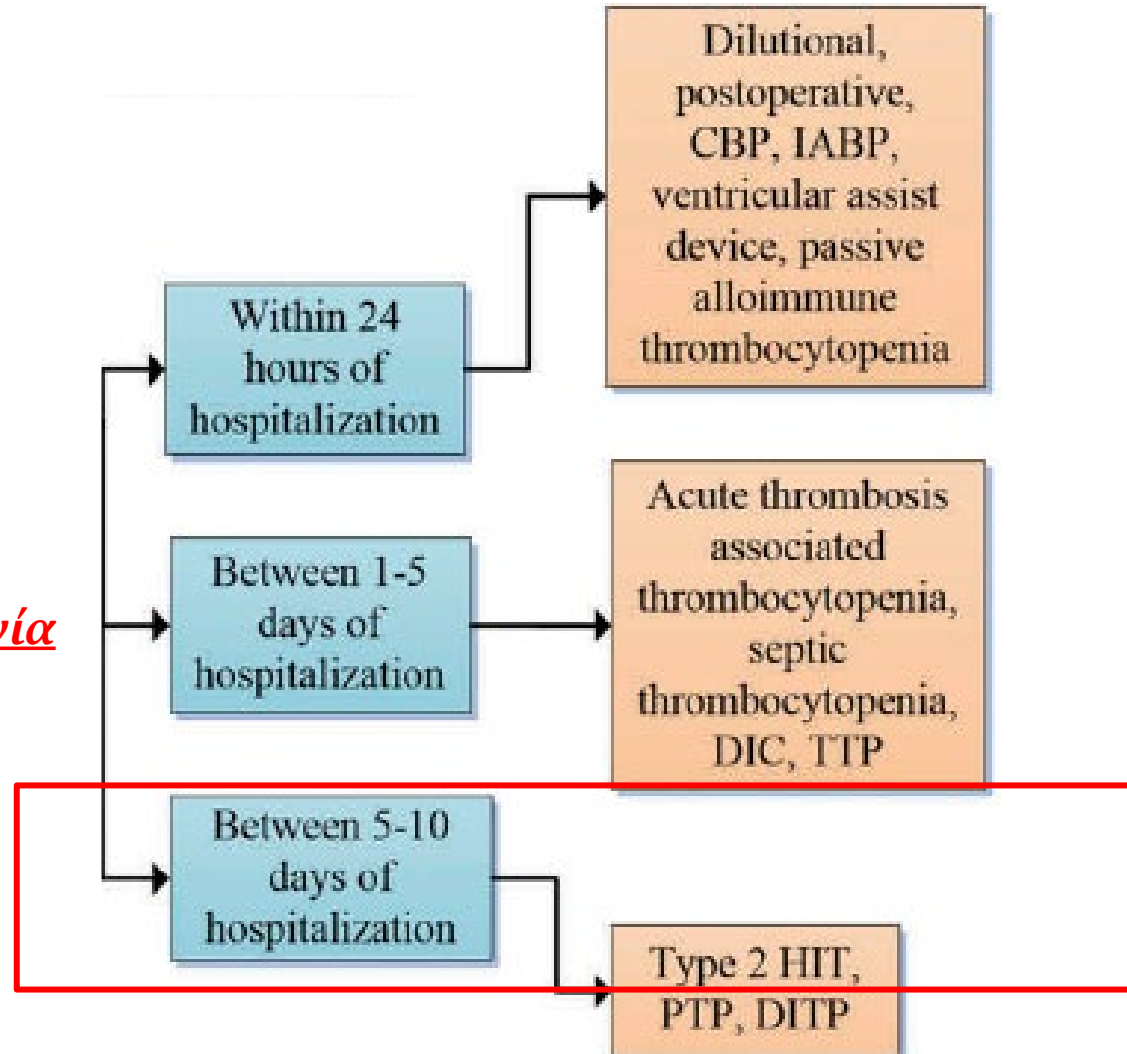 Dilutional,
postoperative,
CBP, IABP,
ventricular assist
device, passive
alloimmune
thrombocytopenia
Within 24
hours of
hospitalization
Acute thrombosis
associated
thrombocytopenia,
septic
thrombocytopenia,
DIC, TTP
Between 1-5
days of
hospitalization
νία
Between 5-10
days of
hospitalization
Type 2 HIT,
PTP, DITP